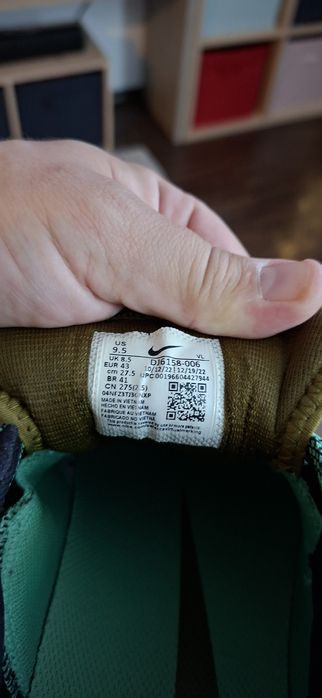 US
9.5
UK 8.5
EUR 43
cm 27.5
BR 41
CN 275(2.5)
VL
DJ6158-006
10/12/22 12/19/22
UPC 00196604427944
MADE IN VIETNAM
HECHO EN VIETNAM
FABRIQUE AU VIETNAM
FABRICADO NO VIETNÃ